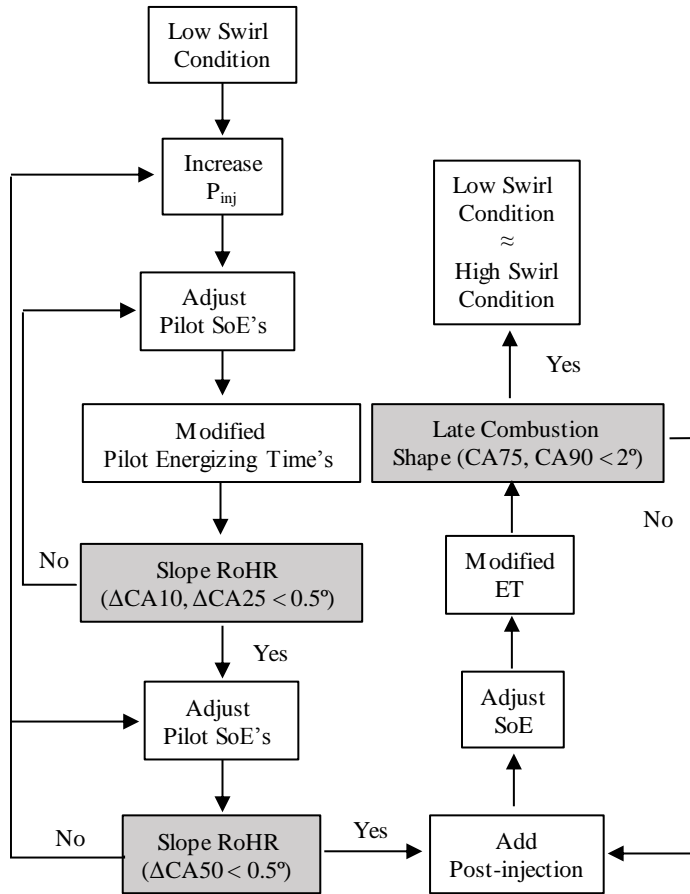 Low Swirl
Condition
Increase
P_inj
Adjust
Pilot SoE's
Modified
Pilot Energizing Time's
No
Slope RoHR
(ΔCA10, ΔCA25 < 0.5º)
Yes
Adjust
Pilot SoE's
No
Slope RoHR
(ΔCA50 < 0.5º)
Yes
Add
Post-injection
Adjust
SoE
Modified
ET
Late Combustion
Shape (CA75, CA90 < 2º)
No
Yes
Low Swirl
Condition
≈
High Swirl
Condition